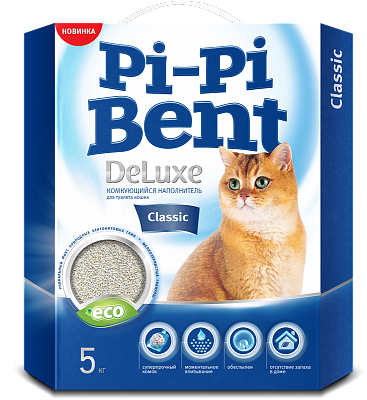 НОВИНКА
Pi-Pi
Bent
DeLuxe
КОМКУЮЩИЙСЯ НАПОЛНИТЕЛЬ
для туалета кошек
Classic
Classic
eco
5 кг
суперпрочный
комок
моментальное
впитывание
обеспылен
отсутствие запаха
в доме